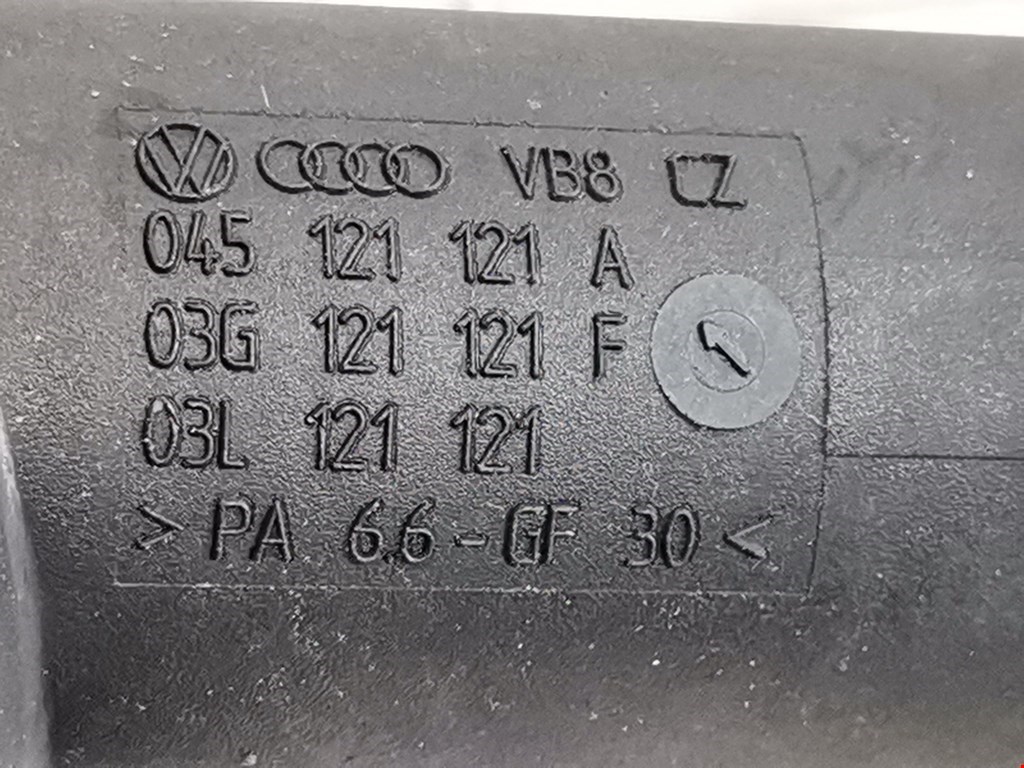 VB8 CZ
045 121 121 A
03G 121 121 F
03L 121 121
> PA 6.6 - GF 30 <